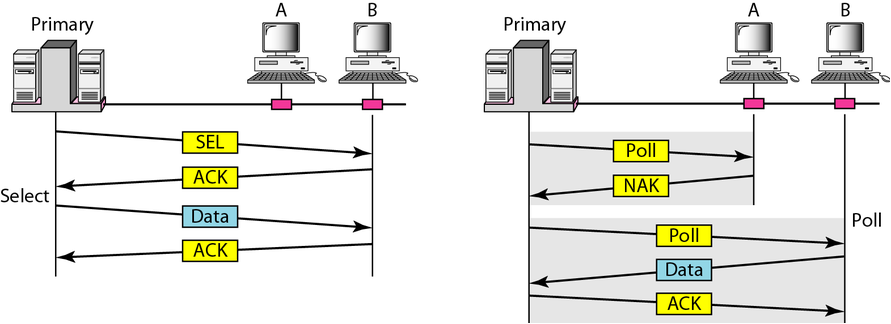 Primary
A
B
SEL
ACK
Select
Data
ACK
Primary
A
B
Poll
NAK
Poll
Poll
Data
ACK